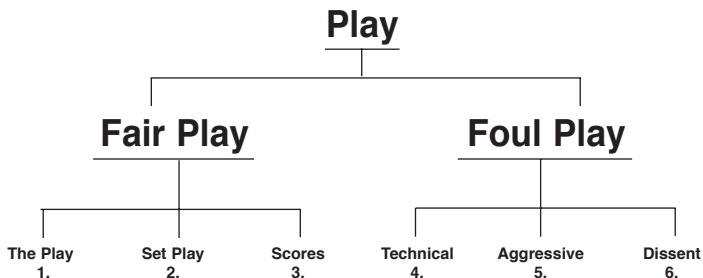 Play
Fair Play
Foul Play
The Play
1.
Set Play
2.
Scores
3.
Technical
4.
Aggressive
5.
Dissent
6.